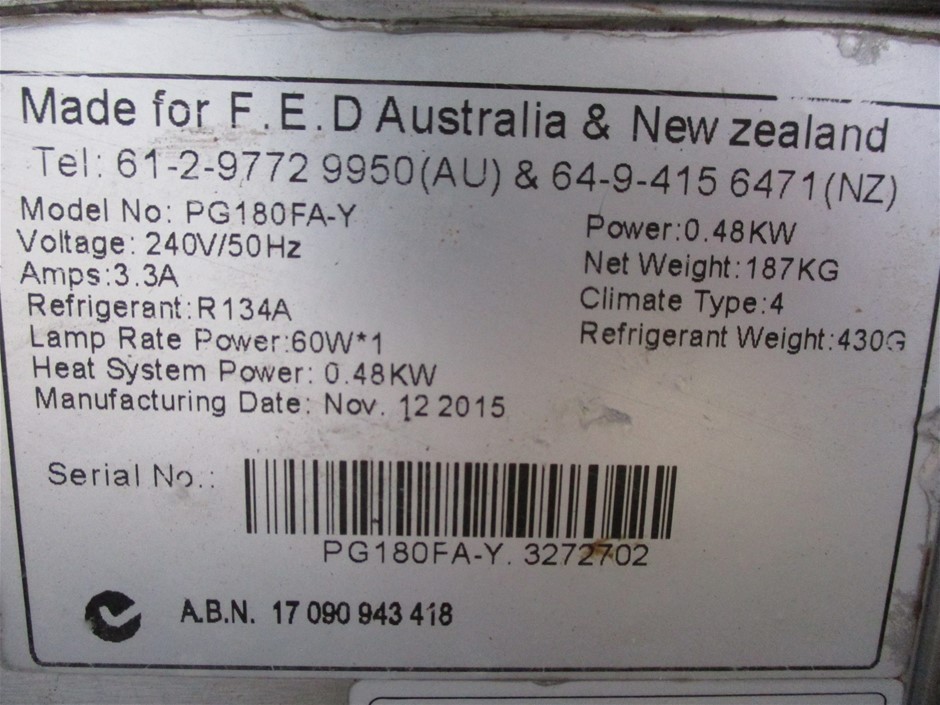 Made for F.E.D Australia & New zealand
Tel: 61-2-9772 9950(AU) & 64-9-415 6471(NZ)
Model No: PG180FA-Y
Voltage: 240V/50Hz
Amps:3.3A
Refrigerant:R134A
Lamp Rate Power:60W*1
Heat System Power: 0.48KW
Manufacturing Date: Nov. 12 2015
Power:0.48KW
Net Weight:187KG
Climate Type:4
Refrigerant Weight:430G
Serial No.:
PG180FA-Y. 3272702
A.B.N. 17 090 943 418